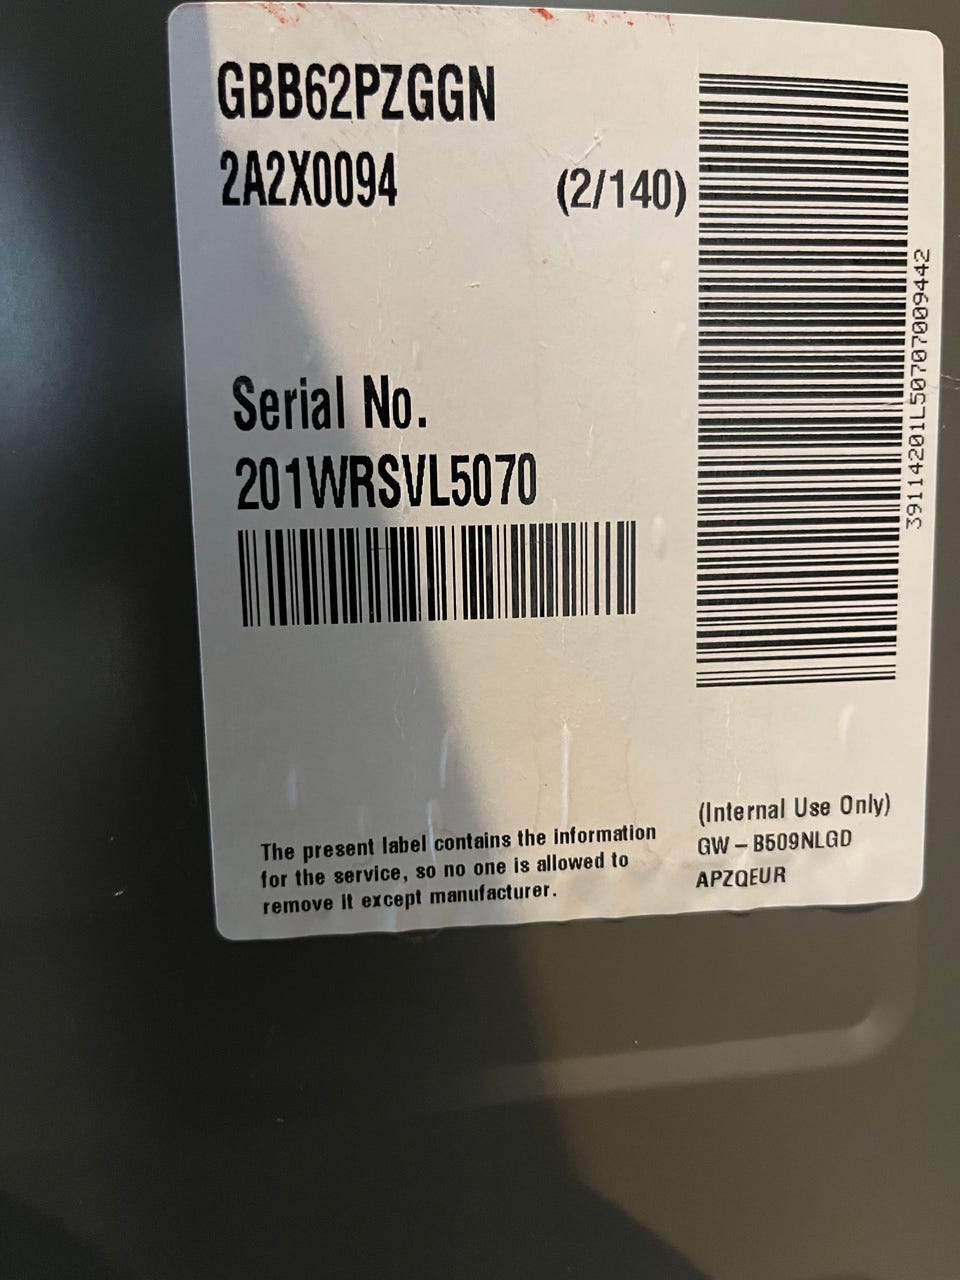 GBB62PZGGN
2A2X0094 (2/140)
Serial No.
201WRSVL5070
39114201L50707009442
(Internal Use Only)
GW - B509NLGD
APZQEUR
The present label contains the information
for the service, so no one is allowed to
remove it except manufacturer.